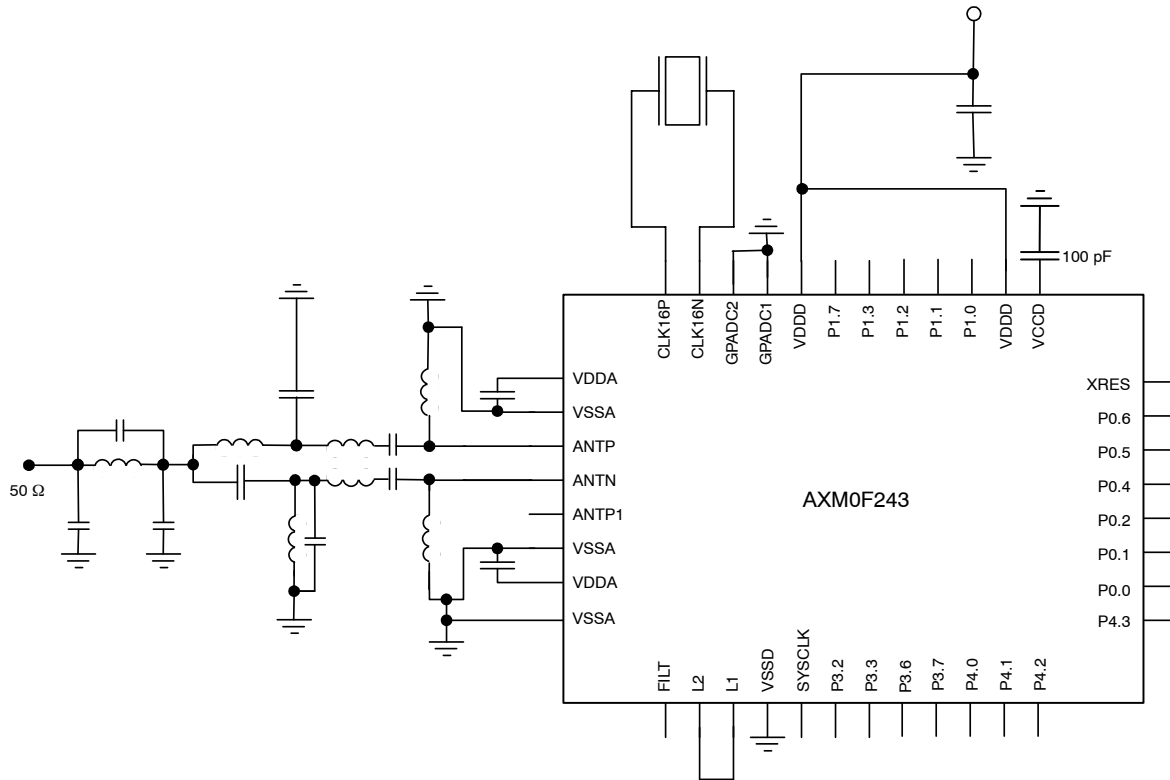 100 pF
CLK16P
CLK16N
GPADC2
GPADC1
VDDD
P1.7
P1.3
P1.2
P1.1
P1.0
VDDD
VCCD
VDDA
VSSA
ANTP
ANTN
ANTP1
VSSA
VDDA
VSSA
50 Ω
AXM0F243
XRES
P0.6
P0.5
P0.4
P0.2
P0.1
P0.0
P4.3
FILT
L2
L1
VSSD
SYSCLK
P3.2
P3.3
P3.6
P3.7
P4.0
P4.1
P4.2